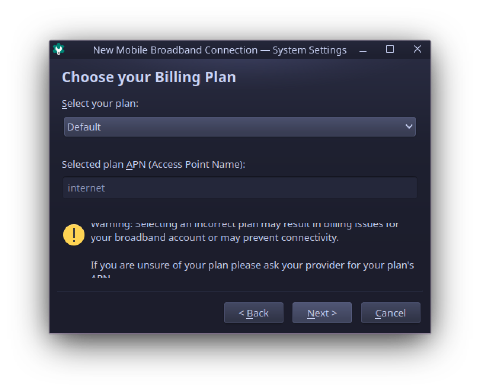 New Mobile Broadband Connection — System Settings
Choose your Billing Plan
Select your plan:
Default
Selected plan APN (Access Point Name):
internet
Warning: Selecting an incorrect plan may result in billing issues for
your broadband account or may prevent connectivity.
If you are unsure of your plan please ask your provider for your plan's
APN
< Back
Next >
Cancel